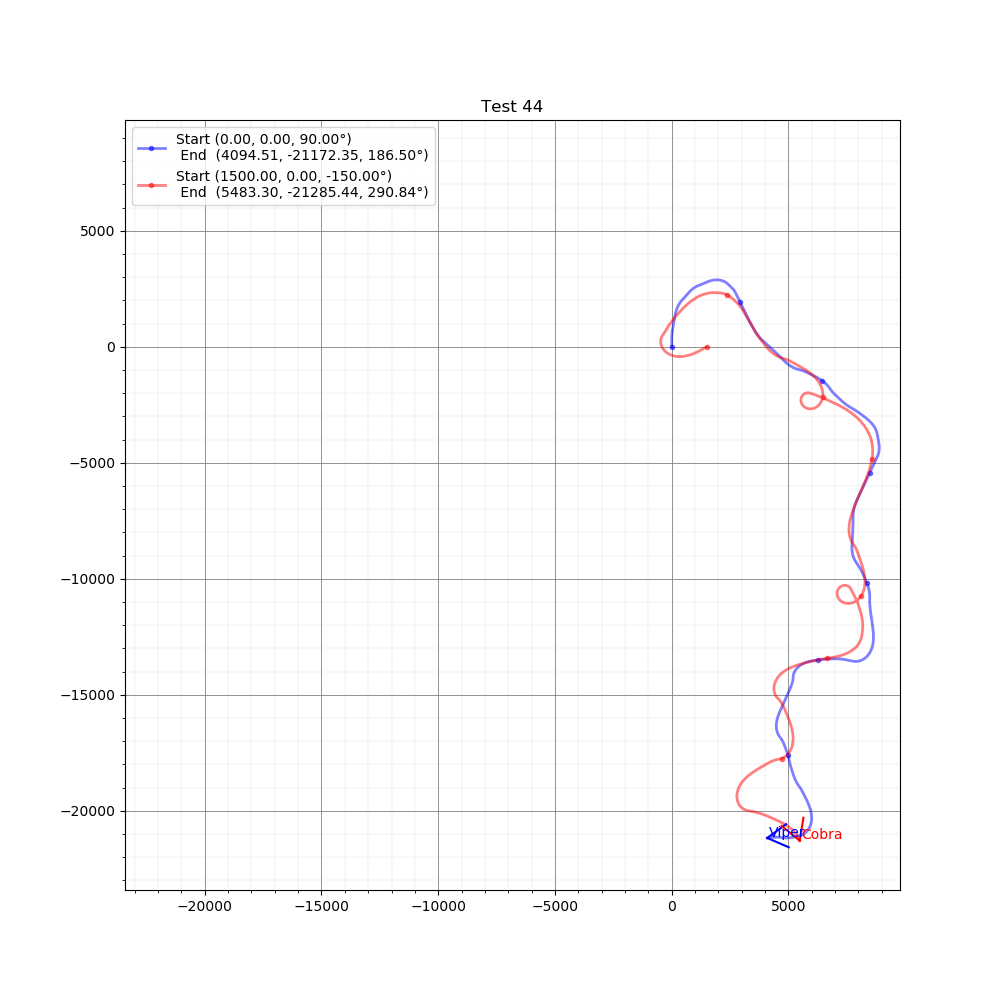 Test 44
Start (0.00, 0.00, 90.00°)
End (4094.51, -21172.35, 186.50°)
Start (1500.00, 0.00, -150.00°)
End (5483.30, -21285.44, 290.84°)
5000
0
−5000
−10000
−15000
−20000
Viper
Cobra
−20000 −15000 −10000 −5000 0 5000